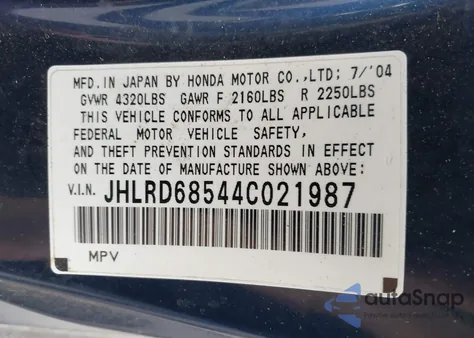 MFD.IN JAPAN BY HONDA MOTOR CO.,LTD; 7/'04
GVWR 4320LBS GAWR F 2160LBS R 2250LBS
THIS VEHICLE CONFORMS TO ALL APPLICABLE
FEDERAL MOTOR VEHICLE SAFETY,
AND THEFT PREVENTION STANDARDS IN EFFECT
ON THE DATE OF MANUFACTURE SHOWN ABOVE:
V.I.N. JHLRD68544C021987
MPV
autoSnap